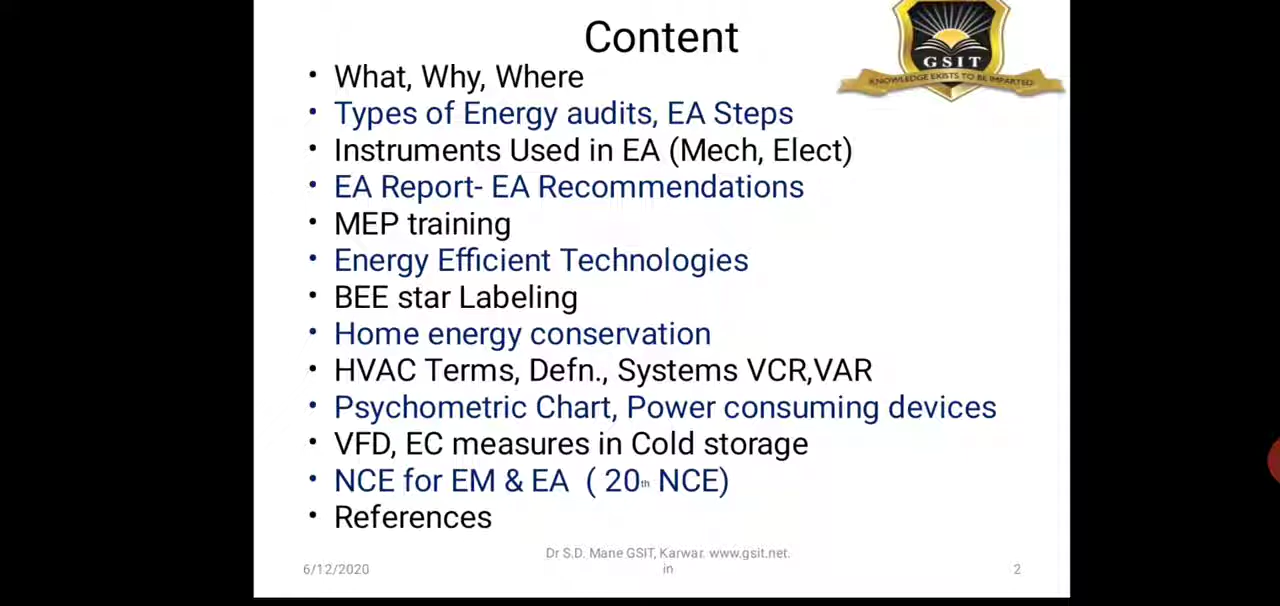 Content
GSIT
KNOWLEDGE EXISTS TO BE IMPARTED
• What, Why, Where
• Types of Energy audits, EA Steps
• Instruments Used in EA (Mech, Elect)
• EA Report- EA Recommendations
• MEP training
• Energy Efficient Technologies
• BEE star Labeling
• Home energy conservation
• HVAC Terms, Defn., Systems VCR,VAR
• Psychometric Chart, Power consuming devices
• VFD, EC measures in Cold storage
• NCE for EM & EA ( 20th NCE)
• References
6/12/2020
Dr S.D. Mane GSIT, Karwar. www.gsit.net.
in
2